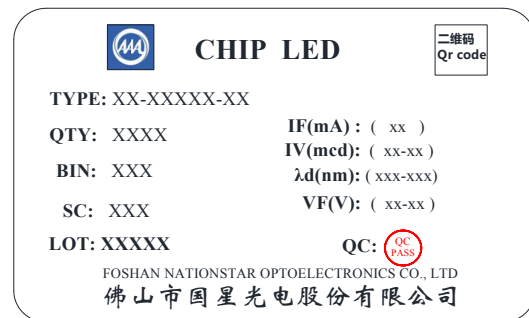 AAA
CHIP LED
二维码
Qr code
TYPE: XX-XXXXX-XX
QTY: XXXX
IF(mA) : ( xx )
BIN: XXX
IV(mcd): ( xx-xx )
λd(nm): ( xxx-xxx)
SC: XXX
VF(V): ( xx-xx )
LOT: XXXXX
QC: QC
PASS
FOSHAN NATIONSTAR OPTOELECTRONICS CO., LTD
佛山市国星光电股份有限公司